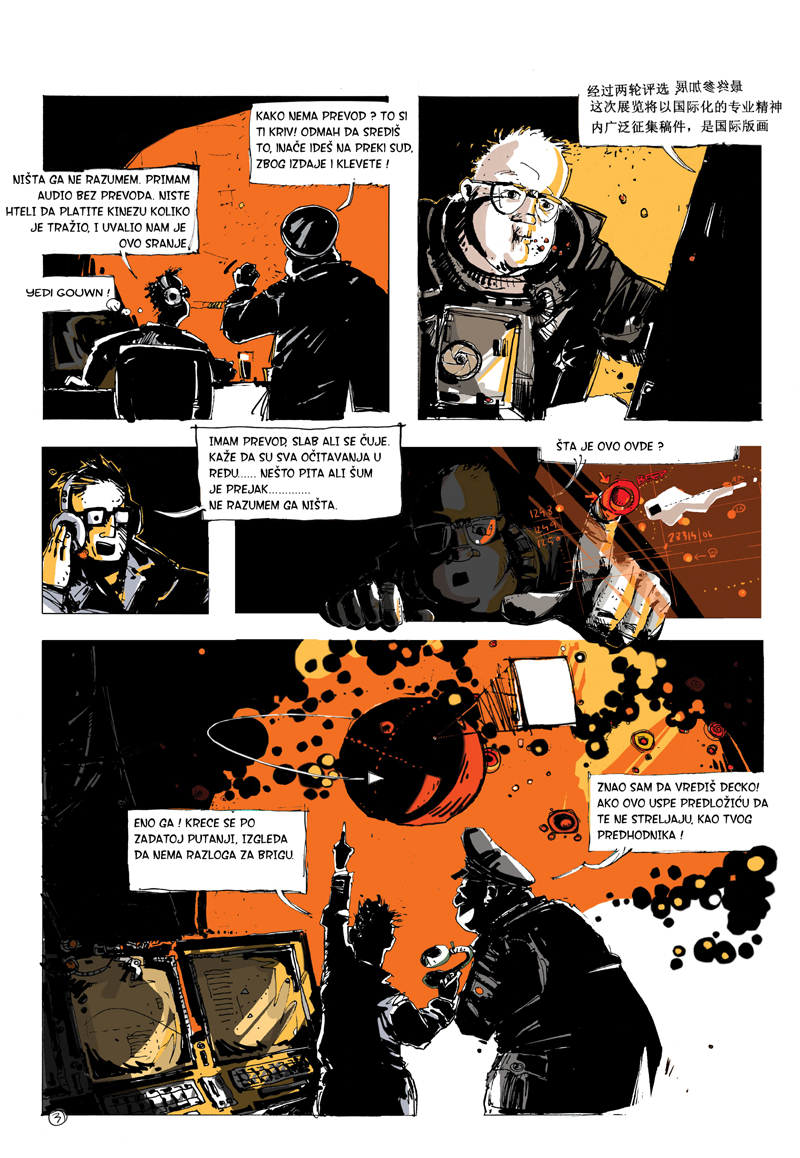 NIŠTA GA NE RAZUMEM. PRIMAM
AUDIO BEZ PREVODA. NISTE
HTELI DA PLATITE KINEZU KOLIKO
JE TRAŽIO, I UVALIO NAM JE
OVO SRANJE.
KAKO NEMA PREVOD ? TO SI
TI KRIV! ODMAH DA SREDIŠ
TO, INAČE IDEŠ NA PREKI SUD,
ZBOG IZDAJE I KLEVETE !
YEDI GOUWN !
经过两轮评选
这次展览将以国际化的专业精神
内广泛征集稿件，是国际版画
IMAM PREVOD, SLAB ALI SE ČUJE.
KAŽE DA SU SVA OČITAVANJA U
REDU...... NEŠTO PITA ALI ŠUM
JE PREJAK.............
NE RAZUMEM GA NIŠTA.
ŠTA JE OVO OVDE ?
1248
1249
1250
ENO GA ! KRECE SE PO
ZADATOJ PUTANJI, IZGLEDA
DA NEMA RAZLOGA ZA BRIGU.
ZNAO SAM DA VREDIŠ DECKO!
AKO OVO USPE PREDLOŽIĆU DA
TE NE STRELJAJU, KAO TVOG
PREDHODNIKA !
3